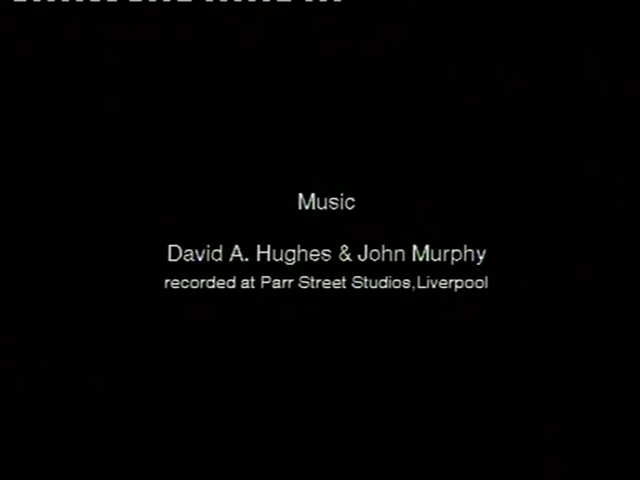 Music
David A. Hughes & John Murphy
recorded at Parr Street Studios,Liverpool